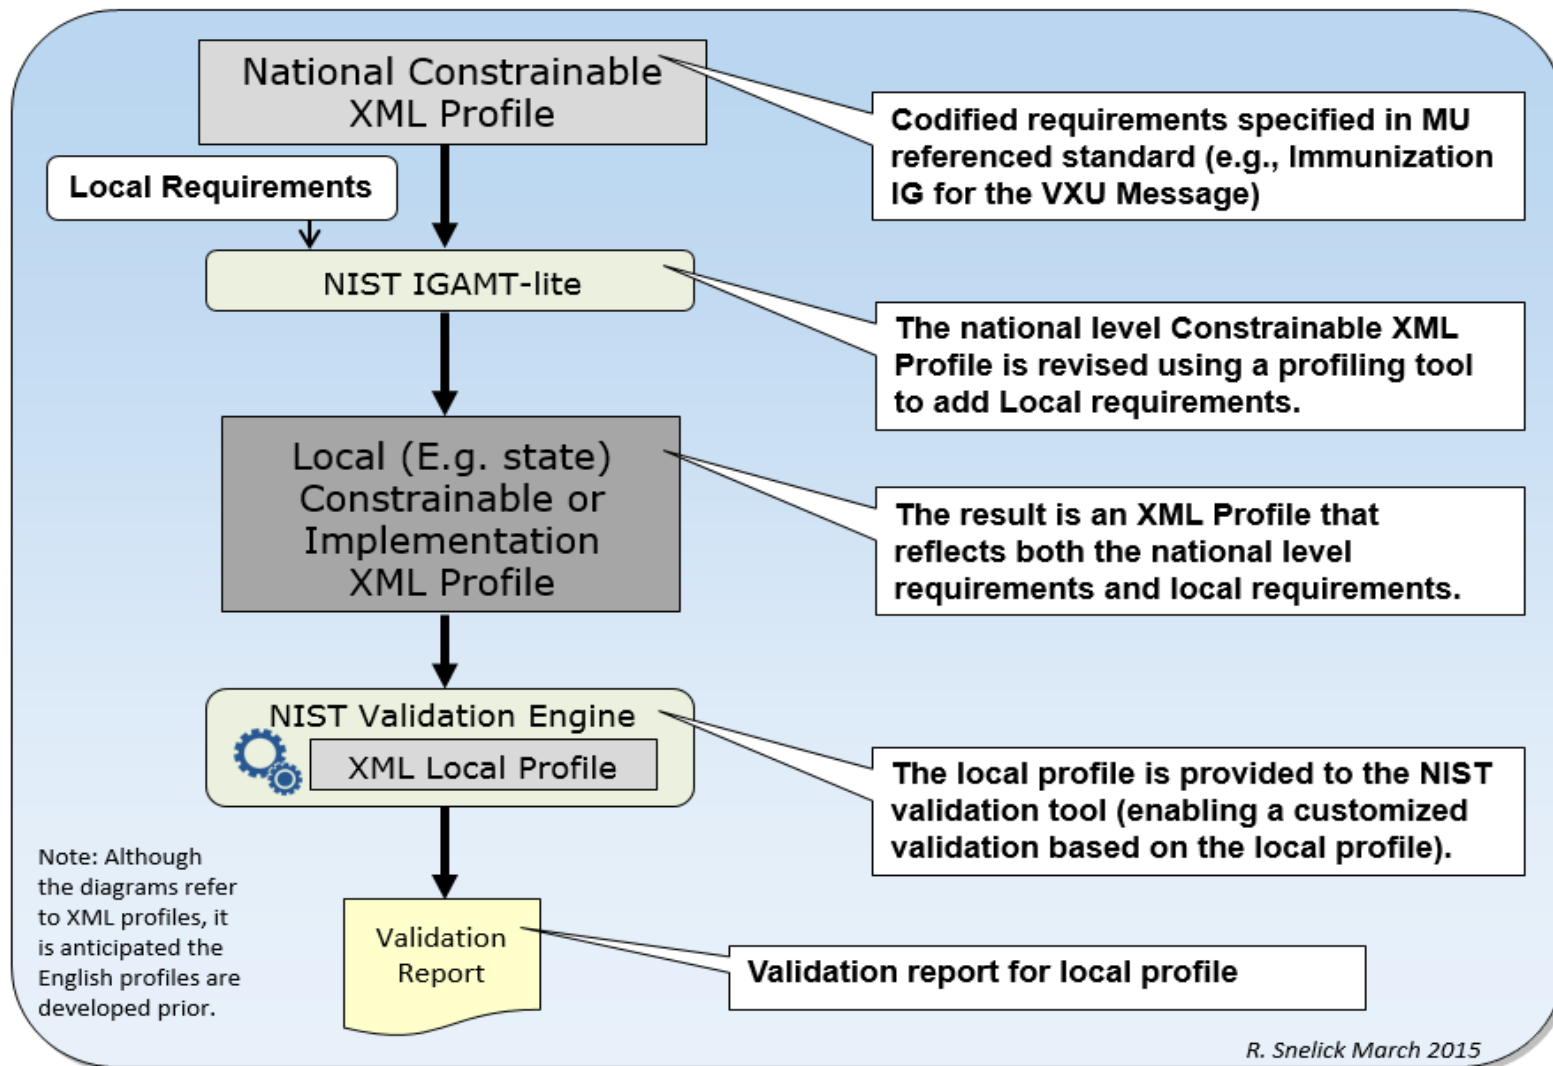 National Constrainable
XML Profile
Codified requirements specified in MU
referenced standard (e.g., Immunization
IG for the VXU Message)
Local Requirements
NIST IGAMT-lite
The national level Constrainable XML
Profile is revised using a profiling tool
to add Local requirements.
Local (E.g. state)
Constrainable or
Implementation
XML Profile
The result is an XML Profile that
reflects both the national level
requirements and local requirements.
NIST Validation Engine
XML Local Profile
The local profile is provided to the NIST
validation tool (enabling a customized
validation based on the local profile).
Note: Although
the diagrams refer
to XML profiles, it
is anticipated the
English profiles are
developed prior.
Validation
Report
Validation report for local profile
R. Snelick March 2015